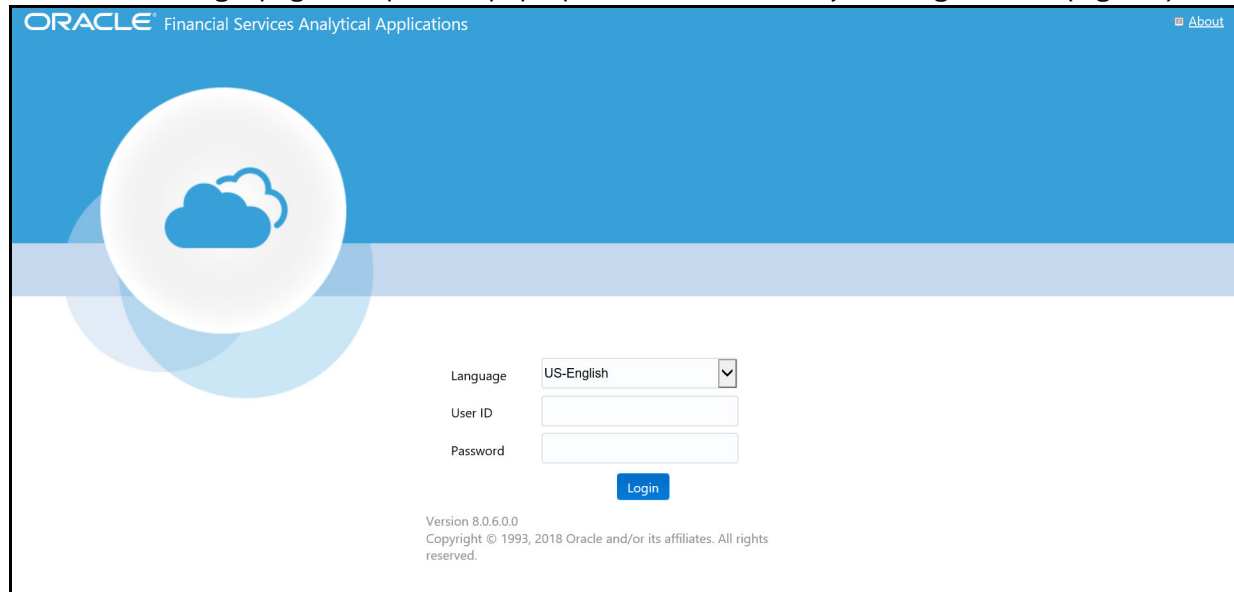 ORACLE® Financial Services Analytical Applications
About
Language US-English
User ID
Password
Login
Version 8.0.6.0.0
Copyright © 1993, 2018 Oracle and/or its affiliates. All rights
reserved.